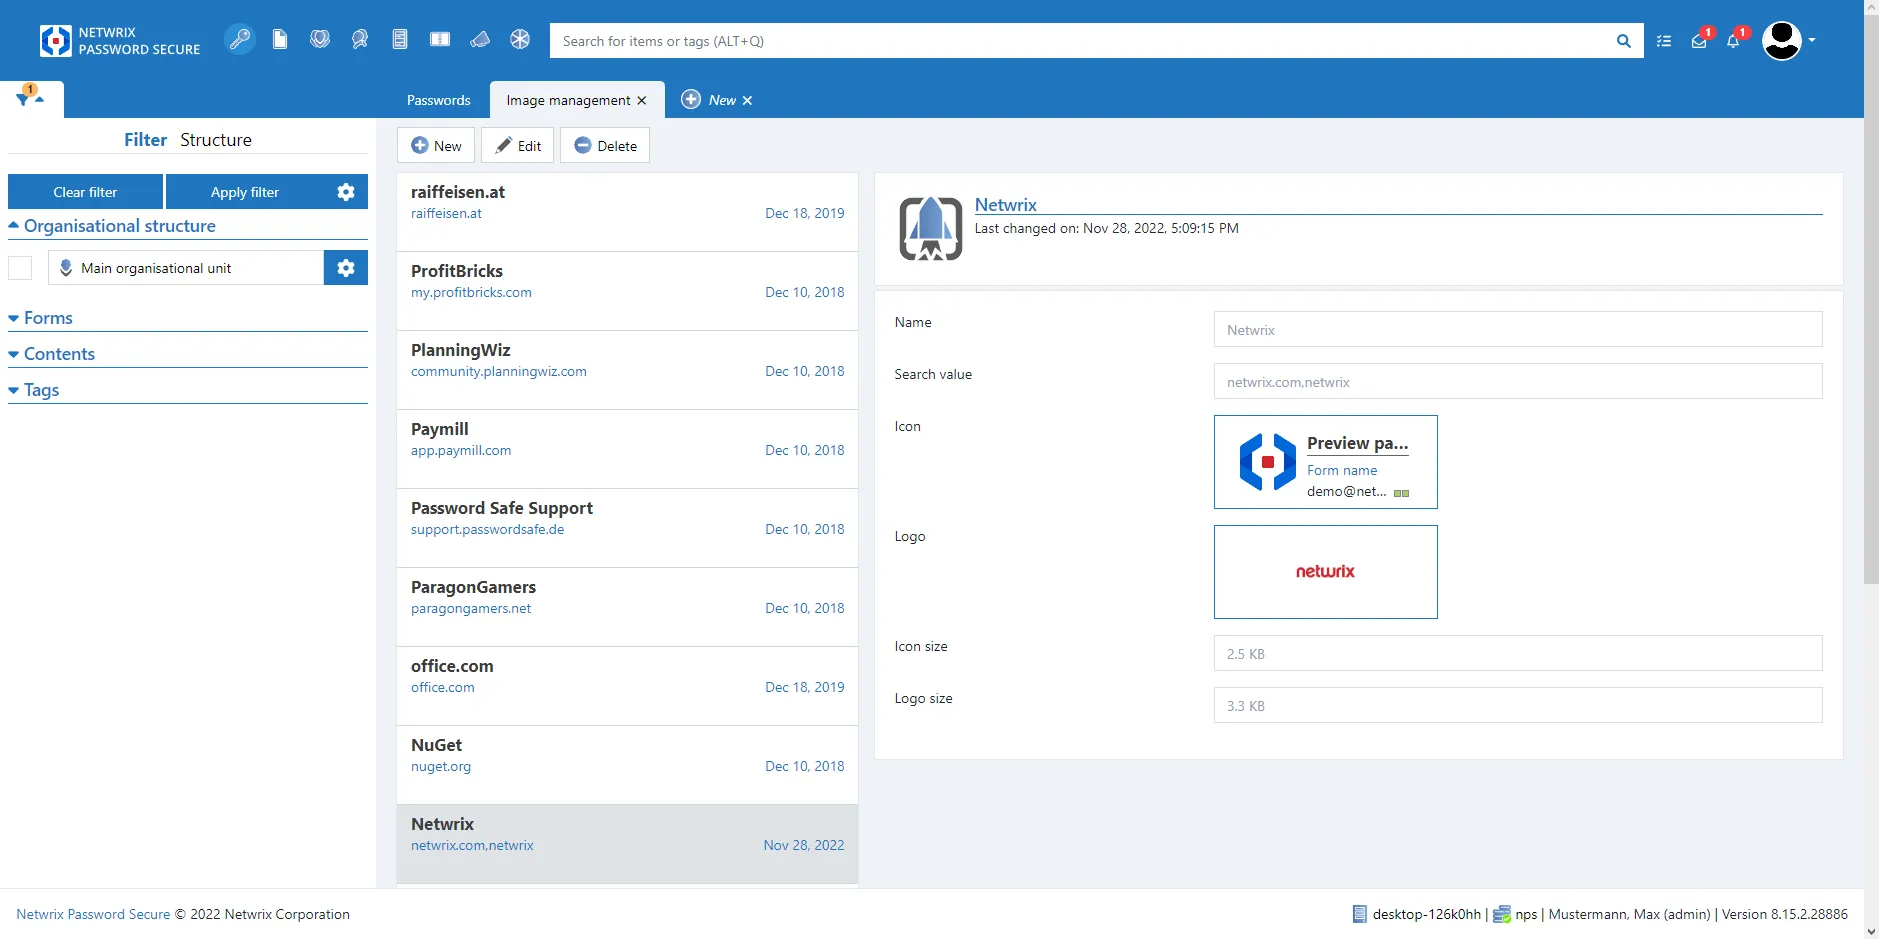 NETWRIX
PASSWORD SECURE
Search for items or tags (ALT+Q)
1
1
1
Passwords
Image management
New
Filter Structure
New
Edit
Delete
Clear filter
Apply filter
Organisational structure
Main organisational unit
Forms
Contents
Tags
raiffeisen.at
raiffeisen.at Dec 18, 2019
ProfitBricks
my.profitbricks.com Dec 10, 2018
PlanningWiz
community.planningwiz.com Dec 10, 2018
Paymill
app.paymill.com Dec 10, 2018
Password Safe Support
support.passwordsafe.de Dec 10, 2018
ParagonGamers
paragongamers.net Dec 10, 2018
office.com
office.com Dec 18, 2019
NuGet
nuget.org Dec 10, 2018
Netwrix
netwrix.com,netwrix Nov 28, 2022
Netwrix
Last changed on: Nov 28, 2022, 5:09:15 PM
Name Netwrix
Search value netwrix.com,netwrix
Icon
Preview pa...
Form name
demo@net...
Logo
netwrix
Icon size 2.5 KB
Logo size 3.3 KB
Netwrix Password Secure © 2022 Netwrix Corporation
desktop-126k0hh | nps | Mustermann, Max (admin) | Version 8.15.2.28886